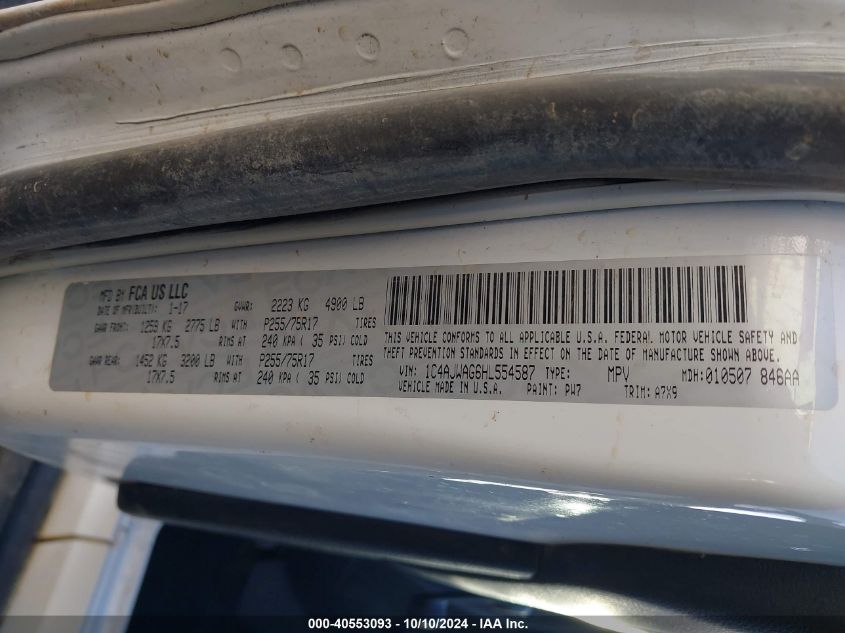 MFD BY FCA US LLC
DATE OF MFR(BUILT): 1-17
GVWR: 2223 KG 4900 LB
GAWR FRONT: 1259 KG 2775 LB WITH P255/75R17 TIRES
17X7.5 RIMS AT 240 KPA ( 35 PSI) COLD
GAWR REAR: 1452 KG 3200 LB WITH P255/75R17 TIRES
17X7.5 RIMS AT 240 KPA ( 35 PSI) COLD
THIS VEHICLE CONFORMS TO ALL APPLICABLE U.S.A. FEDERAL MOTOR VEHICLE SAFETY AND
THEFT PREVENTION STANDARDS IN EFFECT ON THE DATE OF MANUFACTURE SHOWN ABOVE.
VIN: 1C4AJWAG6HL554587 TYPE: MPV MDH:010507 846AA
VEHICLE MADE IN U.S.A. PAINT: PW7 TRIM: A7X9
000-40553093 - 10/10/2024 - IAA Inc.